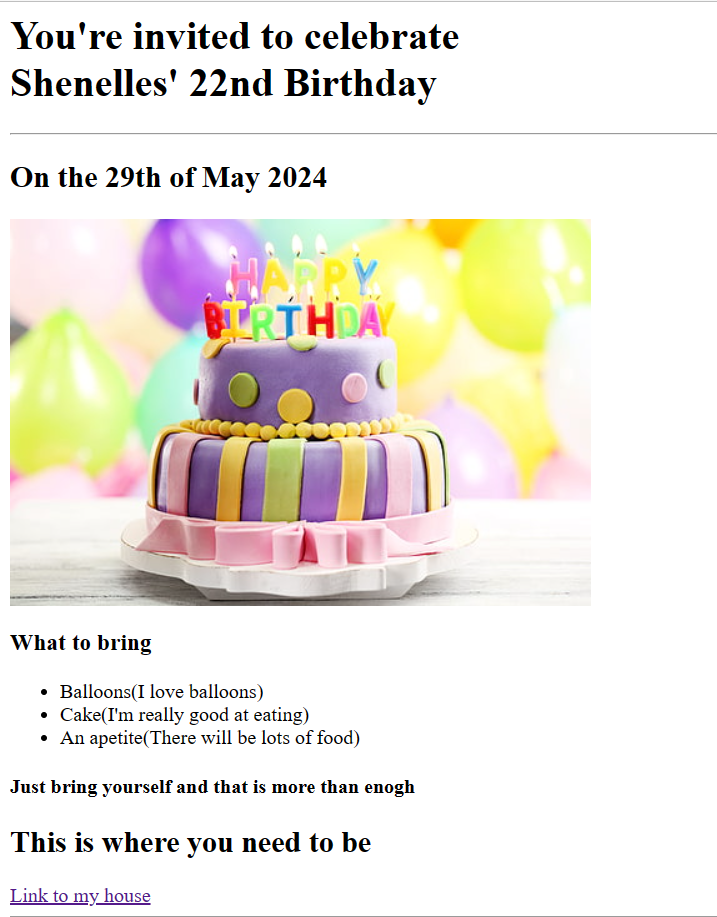 You're invited to celebrate
Shenelles' 22nd Birthday
On the 29th of May 2024
HAPPY
BIRTHDAY
What to bring
Balloons(I love balloons)
Cake(I'm really good at eating)
An apetite(There will be lots of food)
Just bring yourself and that is more than enogh
This is where you need to be
Link to my house